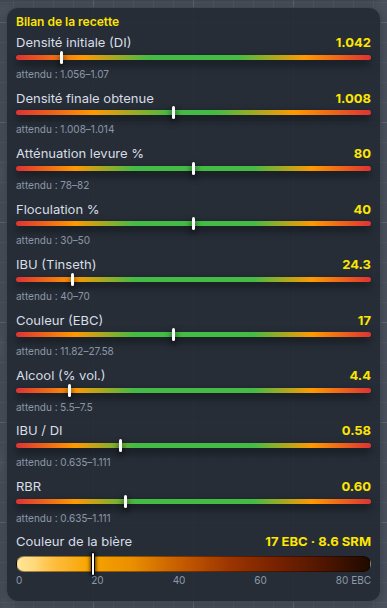 Bilan de la recette
Densité initiale (DI) 1.042
attendu : 1.056–1.07
Densité finale obtenue 1.008
attendu : 1.008–1.014
Atténuation levure % 80
attendu : 78–82
Floculation % 40
attendu : 30–50
IBU (Tinseth) 24.3
attendu : 40–70
Couleur (EBC) 17
attendu : 11.82–27.58
Alcool (% vol.) 4.4
attendu : 5.5–7.5
IBU / DI 0.58
attendu : 0.635–1.111
RBR 0.60
attendu : 0.635–1.111
Couleur de la bière 17 EBC · 8.6 SRM
0 20 40 60 80 EBC